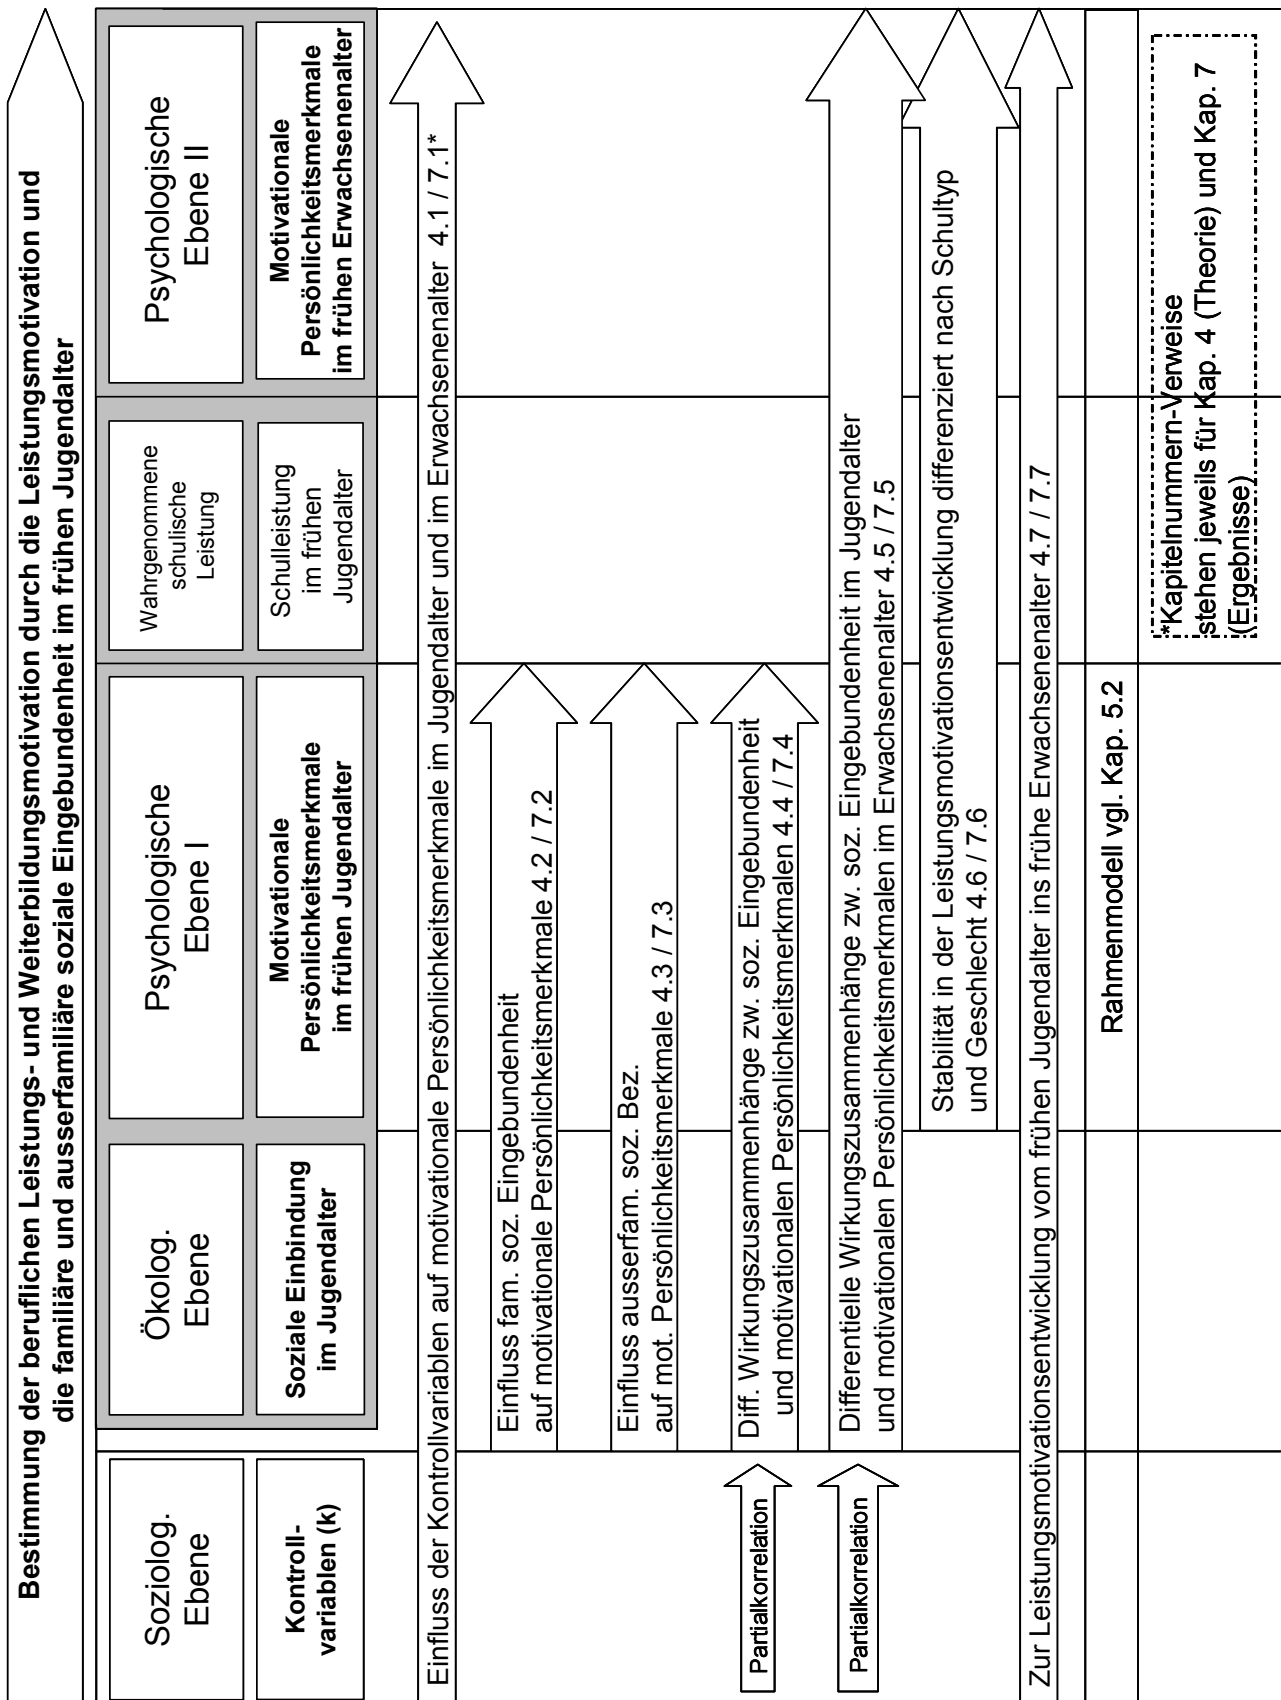 Bestimmung der beruflichen Leistungs- und Weiterbildungsmotivation durch die Leistungsmotivation und
die familiäre und ausserfamiliäre soziale Eingebundenheit im frühen Jugendalter
Soziolog.
Ebene
Ökolog.
Ebene
Psychologische
Ebene I
Wahrgenommene
schulische
Leistung
Psychologische
Ebene II
Kontroll-
variablen (k)
Soziale Einbindung
im Jugendalter
Motivationale
Persönlichkeitsmerkmale
im frühen Jugendalter
Schulleistung
im frühen
Jugendalter
Motivationale
Persönlichkeitsmerkmale
im frühen Erwachsenenalter
Einfluss der Kontrollvariablen auf motivationale Persönlichkeitsmerkmale im Jugendalter und im Erwachsenenalter 4.1 / 7.1*
Einfluss fam. soz. Eingebundenheit
auf motivationale Persönlichkeitsmerkmale 4.2 / 7.2
Einfluss ausserfam. soz. Bez.
auf mot. Persönlichkeitsmerkmale 4.3 / 7.3
Partialkorrelation
Diff. Wirkungszusammenhänge zw. soz. Eingebundenheit
und motivationalen Persönlichkeitsmerkmalen 4.4 / 7.4
Partialkorrelation
Differentielle Wirkungszusammenhänge zw. soz. Eingebundenheit im Jugendalter
und motivationalen Persönlichkeitsmerkmalen im Erwachsenenalter 4.5 / 7.5
Stabilität in der Leistungsmotivationsentwicklung differenziert nach Schultyp
und Geschlecht 4.6 / 7.6
Zur Leistungsmotivationsentwicklung vom frühen Jugendalter ins frühe Erwachsenenalter 4.7 / 7.7
Rahmenmodell vgl. Kap. 5.2
*Kapitelnummern-Verweise
stehen jeweils für Kap. 4 (Theorie) und Kap. 7
(Ergebnisse)